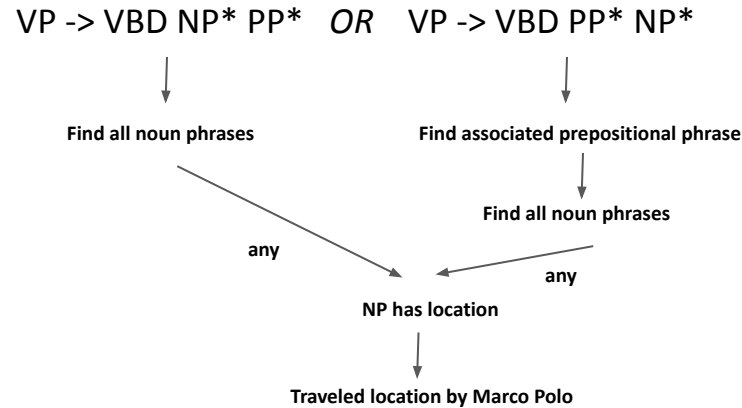 VP -> VBD NP* PP* OR VP -> VBD PP* NP*
Find all noun phrases
Find associated prepositional phrase
Find all noun phrases
any
any
NP has location
Traveled location by Marco Polo